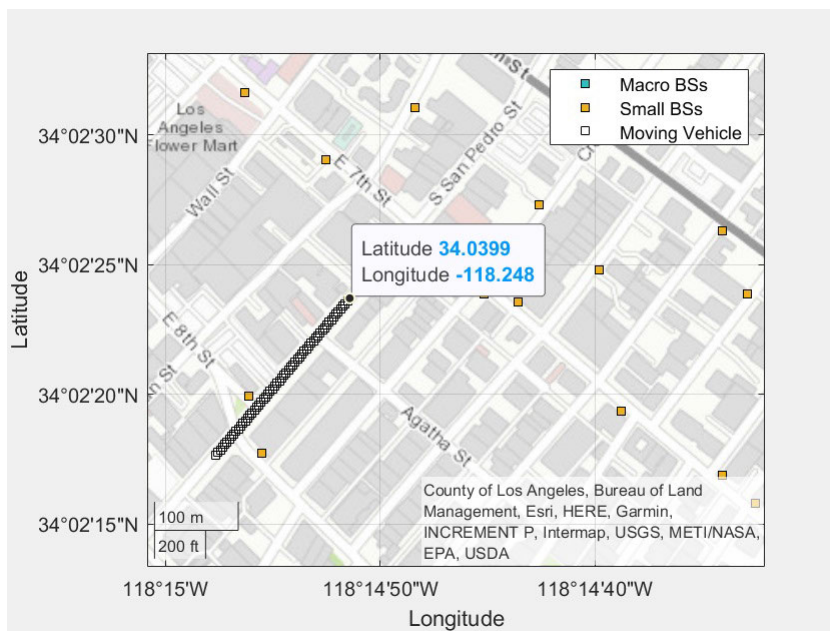 Macro BSs
Small BSs
Moving Vehicle
Los
Angeles
Flower Mart
34°02'30"N
E 7th St
S San Pedro St
Wall St
Latitude 34.0399
Longitude -118.248
34°02'25"N
Latitude
E 8th St
34°02'20"N
Agatha St
County of Los Angeles, Bureau of Land
Management, Esri, HERE, Garmin,
INCREMENT P, Intermap, USGS, METI/NASA,
EPA, USDA
100 m
200 ft
34°02'15"N
118°15'W
118°14'50"W
118°14'40"W
Longitude